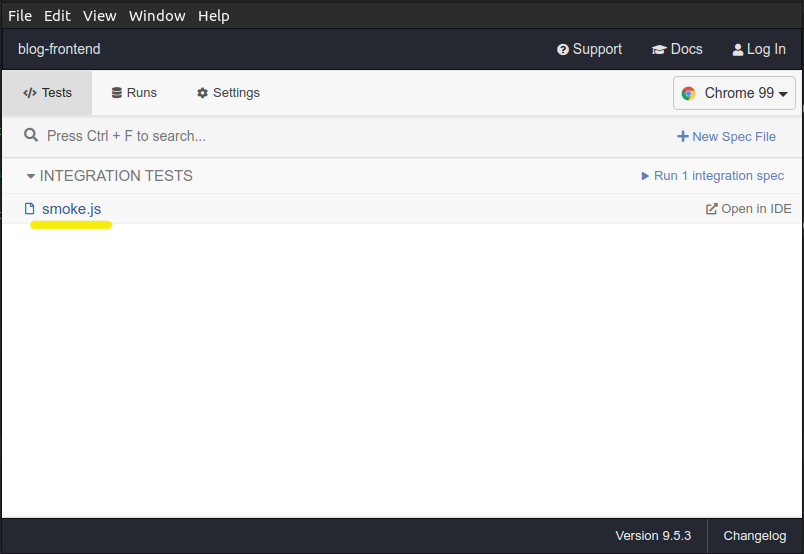 File Edit View Window Help
blog-frontend Support Docs Log In
Tests Runs Settings Chrome 99
Press Ctrl + F to search... New Spec File
INTEGRATION TESTS Run 1 integration spec
smoke.js Open in IDE
Version 9.5.3 Changelog